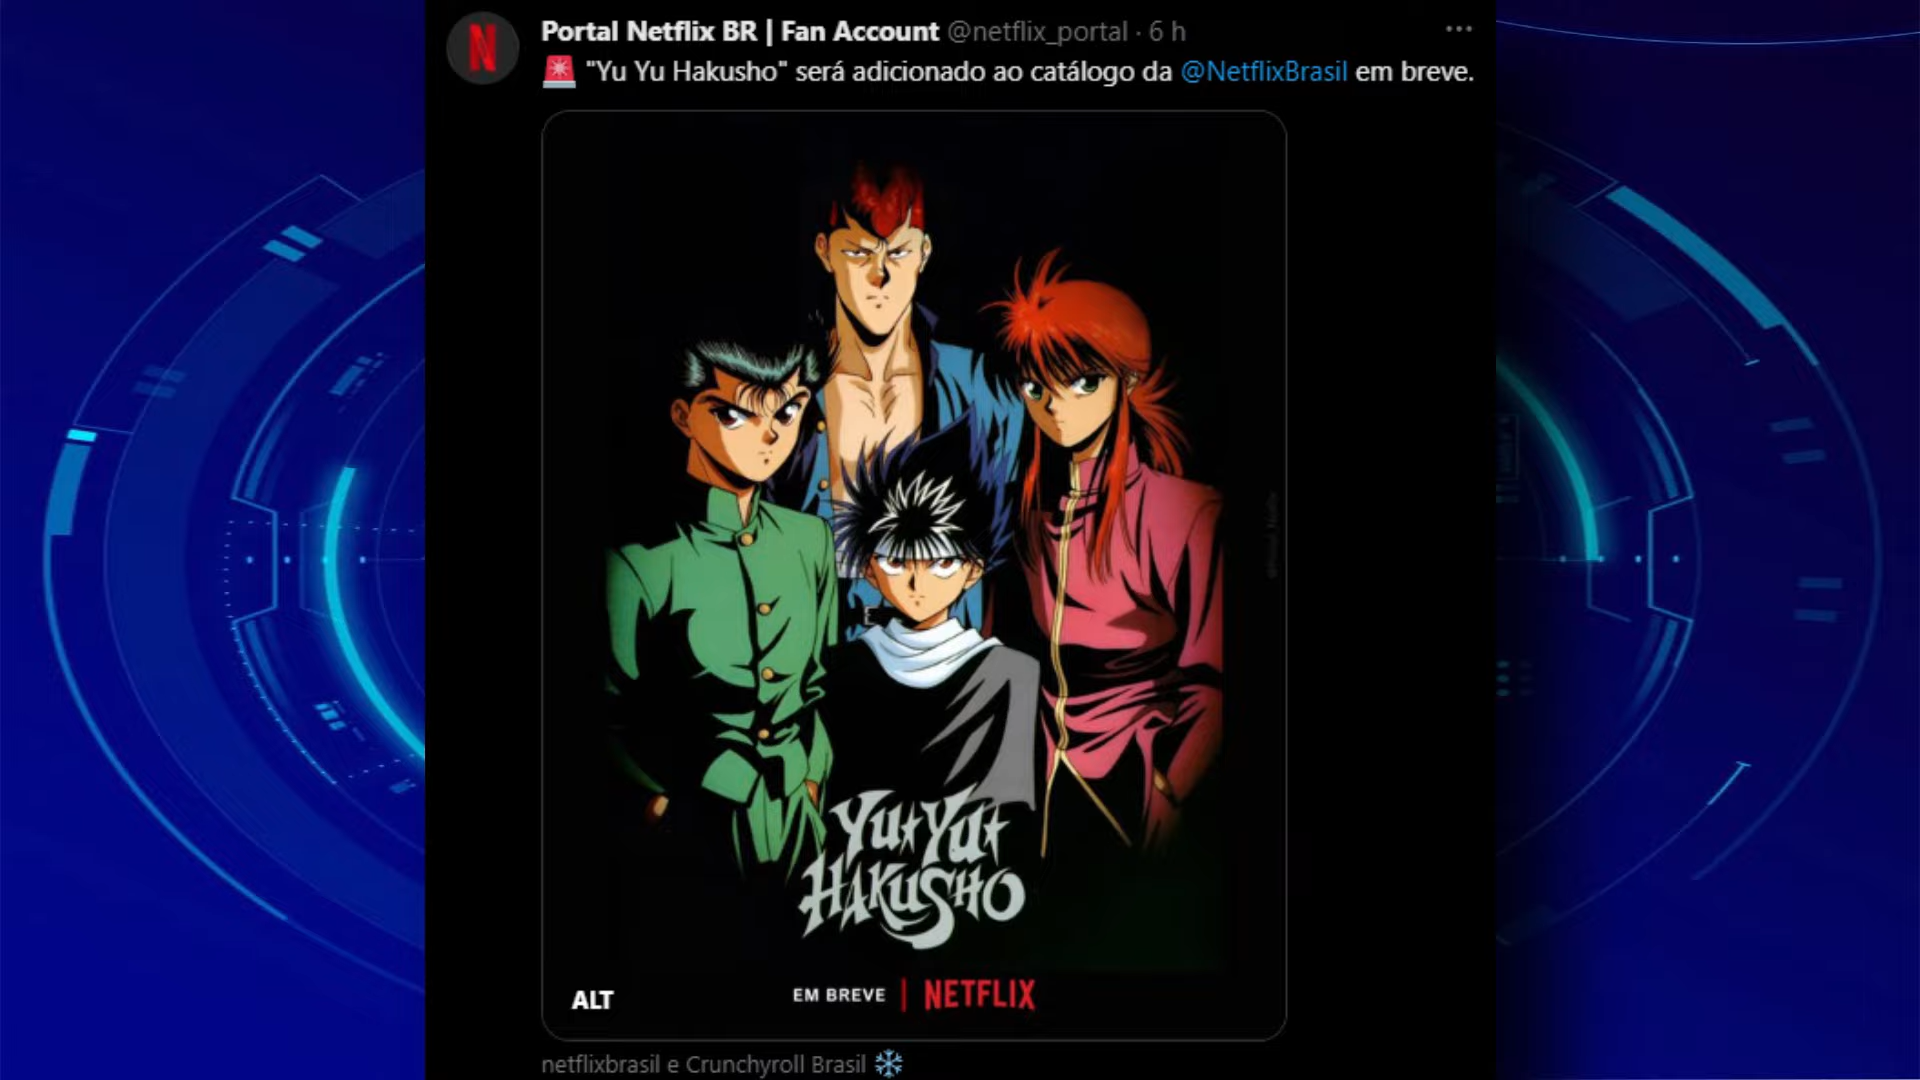 Portal Netflix BR | Fan Account @netflix_portal · 6 h
"Yu Yu Hakusho" será adicionado ao catálogo da @NetflixBrasil em breve.
YU YU
HAKUSHO
ALT
EM BREVE | NETFLIX
netflixbrasil e Crunchyroll Brasil